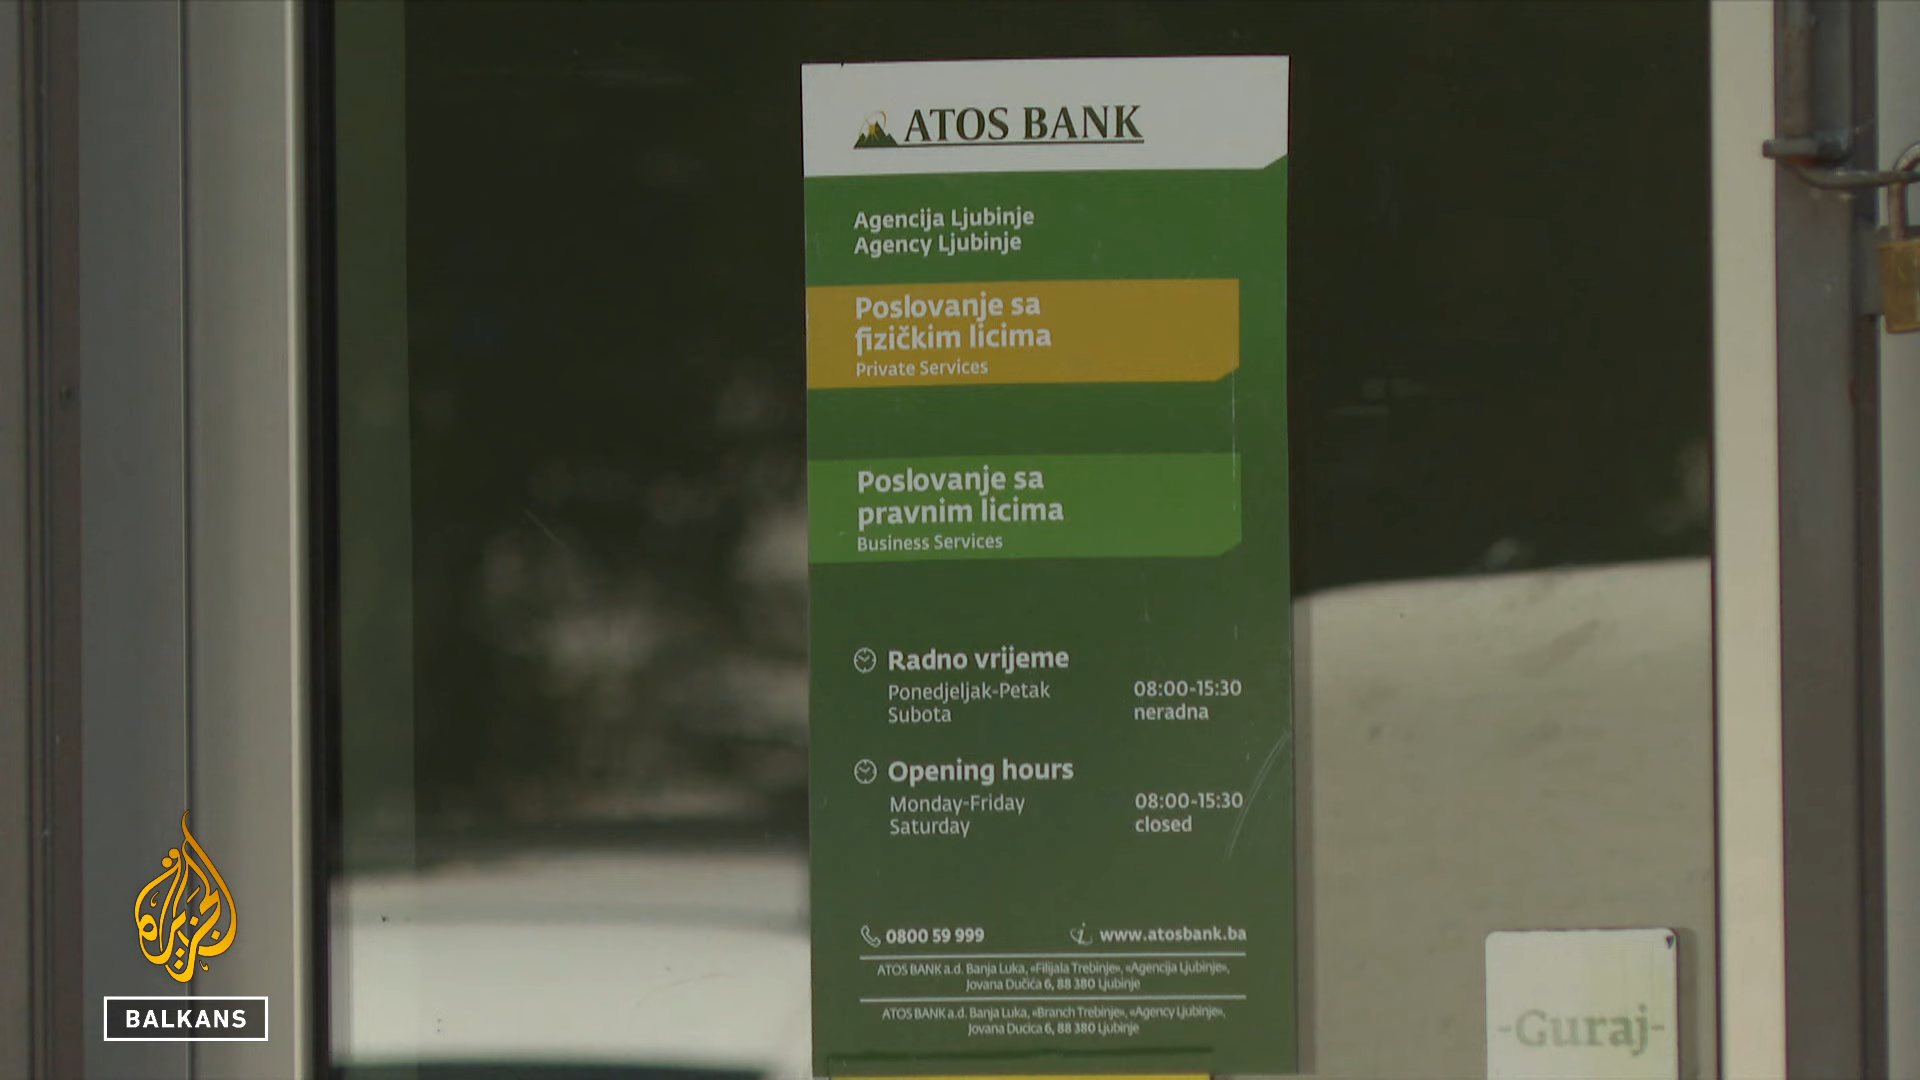 ATOS BANK
Agencija Ljubinje
Agency Ljubinje
Poslovanje sa
fizičkim licima
Private Services
Poslovanje sa
pravnim licima
Business Services
Radno vrijeme
Ponedjeljak-Petak 08:00-15:30
Subota neradna
Opening hours
Monday-Friday 08:00-15:30
Saturday closed
0800 59 999 www.atosbank.ba
ATOS BANK a.d. Banja Luka, «Filijala Trebinje», «Agencija Ljubinje»,
Jovana Dučića 6, 88 380 Ljubinje
ATOS BANK a.d. Banja Luka, «Branch Trebinje», «Agency Ljubinje»,
Jovana Ducica 6, 88 380 Ljubinje
-Guraj-
الجزيرة
BALKANS